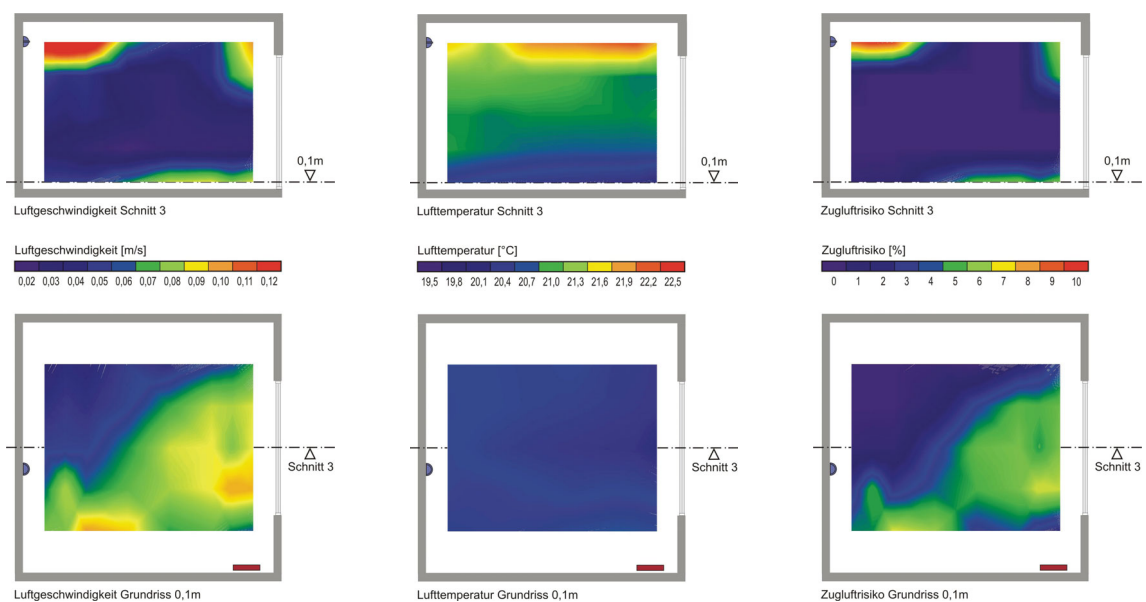 0,1m
0,1m
0,1m
Luftgeschwindigkeit Schnitt 3
Lufttemperatur Schnitt 3
Zugluftrisiko Schnitt 3
Luftgeschwindigkeit [m/s]
Lufttemperatur [°C]
Zugluftrisiko [%]
0,02 0,03 0,04 0,05 0,06 0,07 0,08 0,09 0,10 0,11 0,12
19,5 19,8 20,1 20,4 20,7 21,0 21,3 21,6 21,9 22,2 22,5
0 1 2 3 4 5 6 7 8 9 10
Schnitt 3
Schnitt 3
Schnitt 3
Luftgeschwindigkeit Grundriss 0,1m
Lufttemperatur Grundriss 0,1m
Zugluftrisiko Grundriss 0,1m